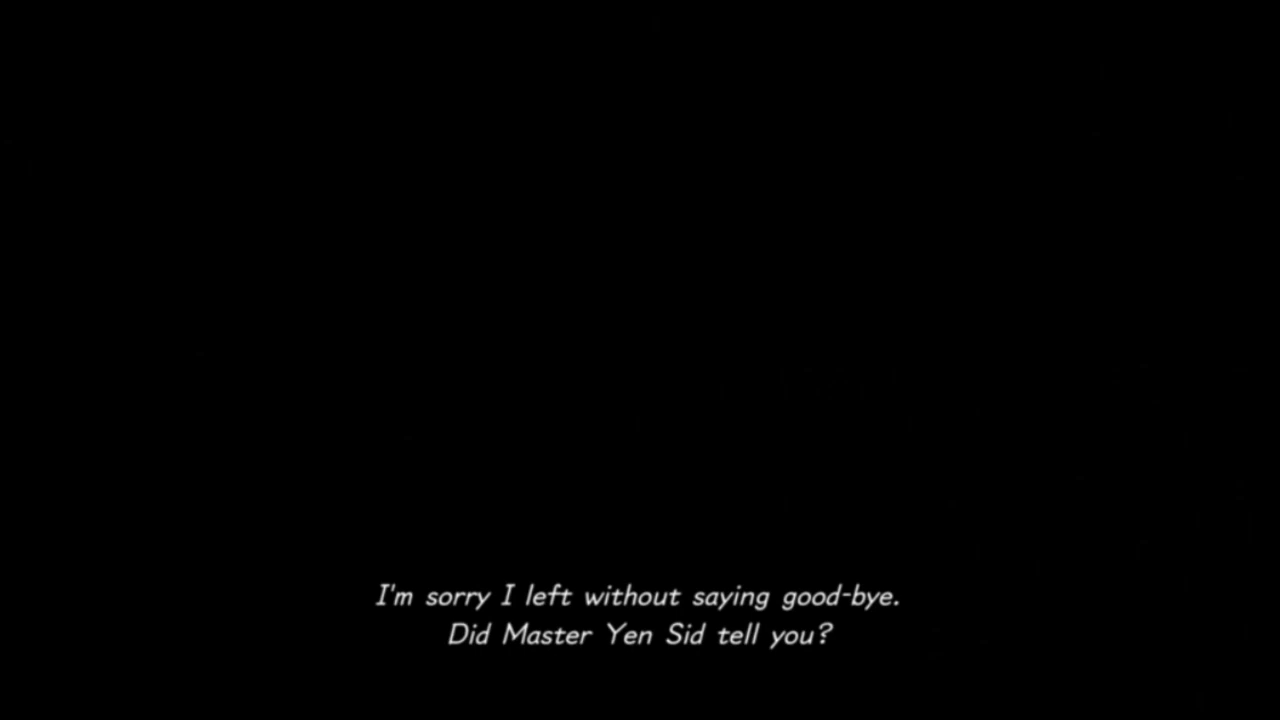 I'm sorry I left without saying good-bye.
Did Master Yen Sid tell you?